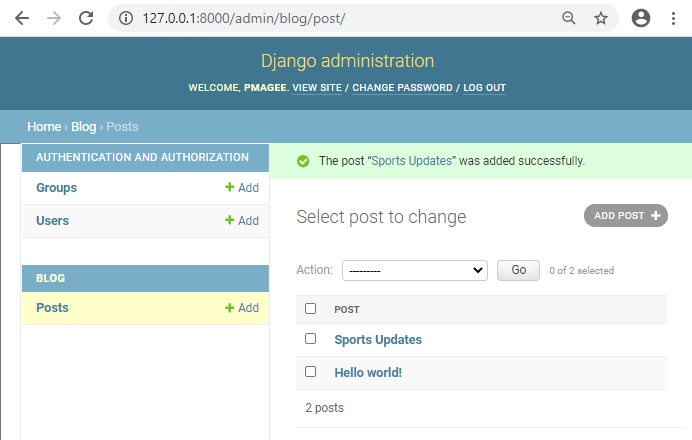 127.0.0.1:8000/admin/blog/post/
Django administration
WELCOME, PMAGEE. VIEW SITE / CHANGE PASSWORD / LOG OUT
Home › Blog › Posts
AUTHENTICATION AND AUTHORIZATION
Groups + Add
Users + Add
BLOG
Posts + Add
The post “Sports Updates” was added successfully.
Select post to change
ADD POST +
Action: --------- Go 0 of 2 selected
POST
Sports Updates
Hello world!
2 posts